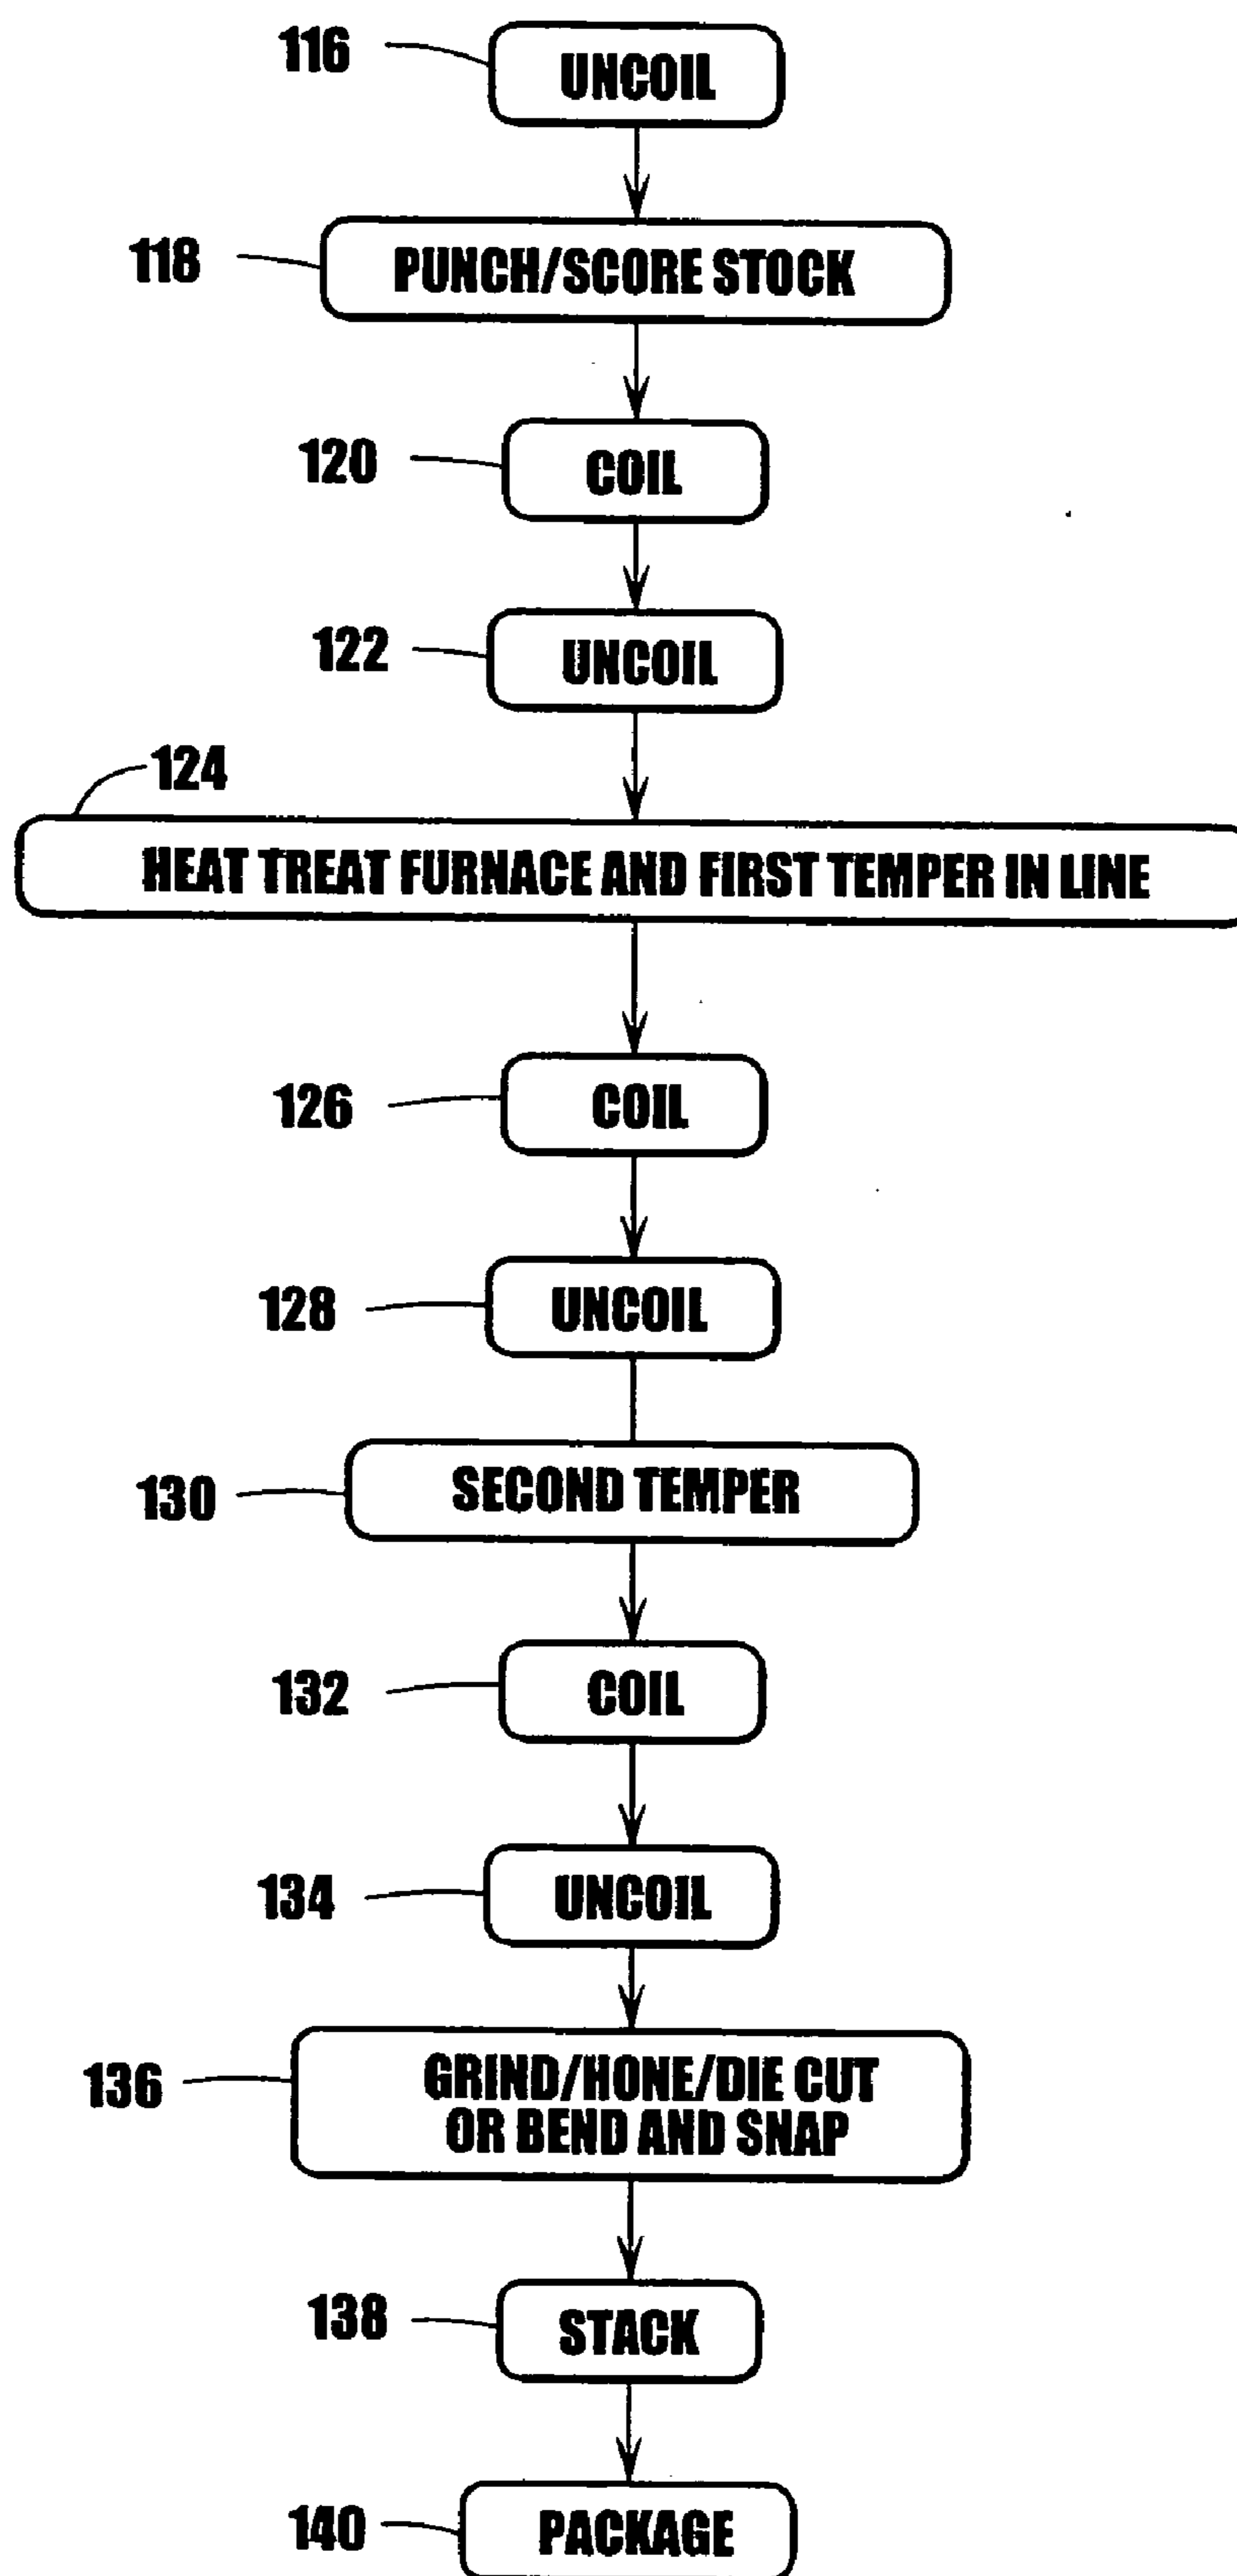 116
UNCOIL
118
PUNCH/SCORE STOCK
120
COIL
122
UNCOIL
124
HEAT TREAT FURNACE AND FIRST TEMPER IN LINE
126
COIL
128
UNCOIL
130
SECOND TEMPER
132
COIL
134
UNCOIL
136
GRIND/HONE/DIE CUT
OR BEND AND SNAP
138
STACK
140
PACKAGE